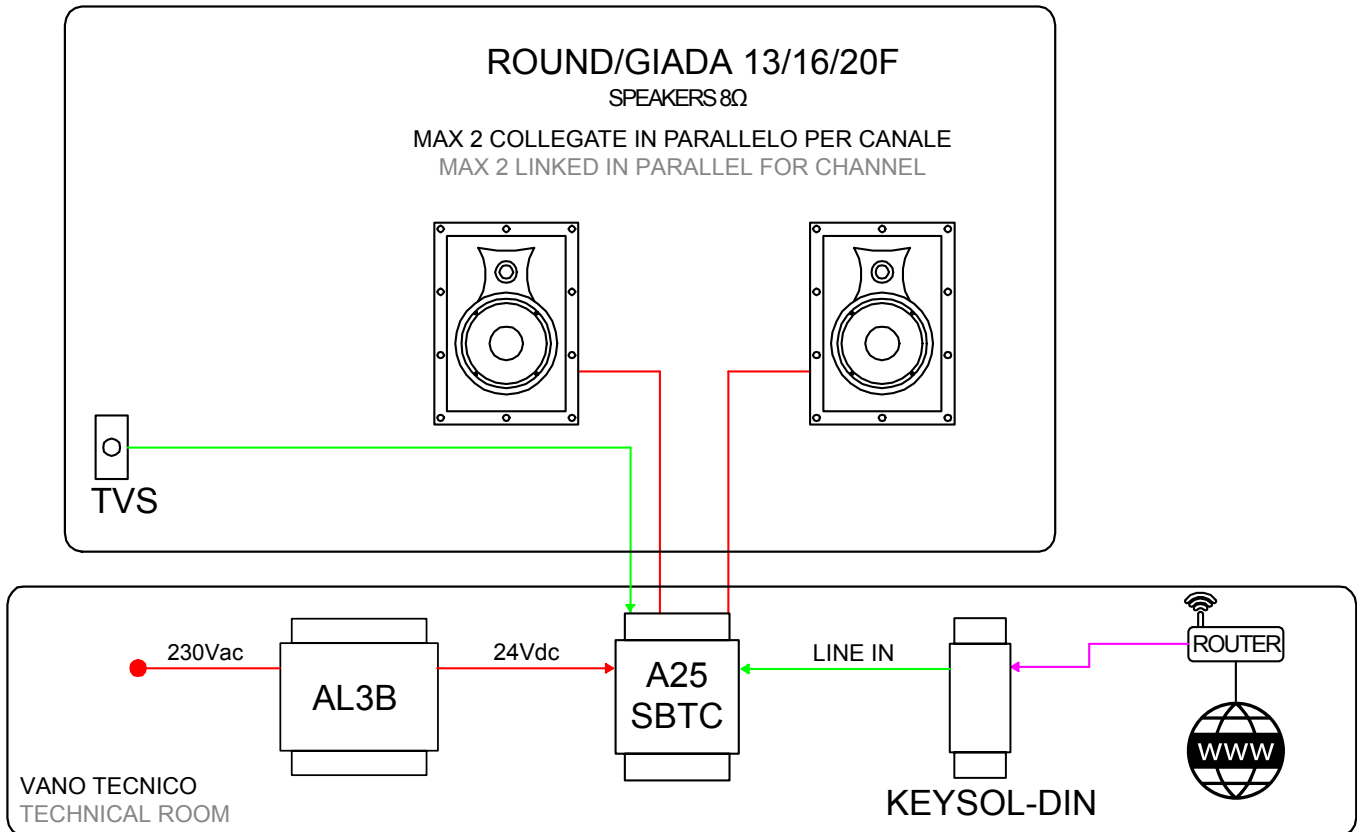 ROUND/GIADA 13/16/20F
SPEAKERS 8Ω
MAX 2 COLLEGATE IN PARALLELO PER CANALE
MAX 2 LINKED IN PARALLEL FOR CHANNEL
TVS
230Vac
AL3B
24Vdc
A25
SBTC
LINE IN
KEYSOL-DIN
ROUTER
WWW
VANO TECNICO
TECHNICAL ROOM